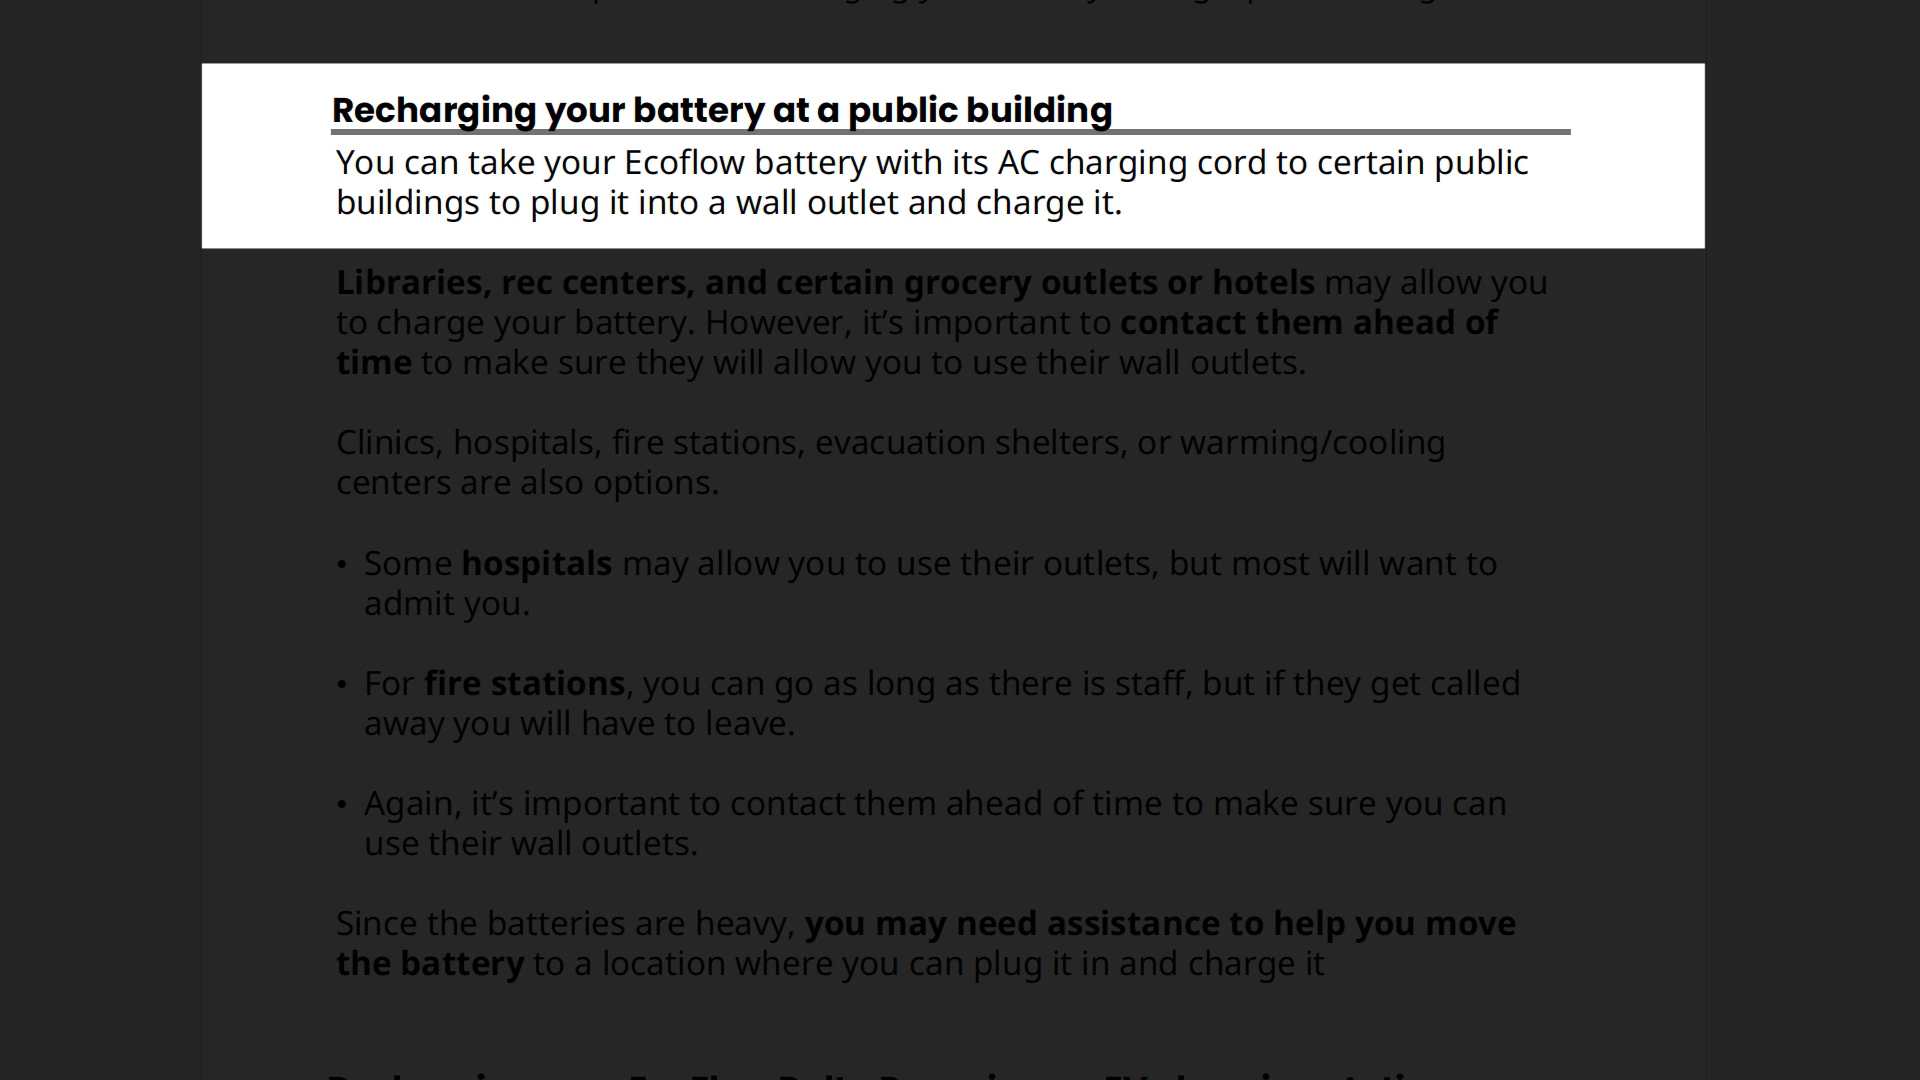 Recharging your battery at a public building
You can take your Ecoflow battery with its AC charging cord to certain public
buildings to plug it into a wall outlet and charge it.
Libraries, rec centers, and certain grocery outlets or hotels may allow you
to charge your battery. However, it’s important to contact them ahead of
time to make sure they will allow you to use their wall outlets.
Clinics, hospitals, fire stations, evacuation shelters, or warming/cooling
centers are also options.
• Some hospitals may allow you to use their outlets, but most will want to
admit you.
• For fire stations, you can go as long as there is staff, but if they get called
away you will have to leave.
• Again, it’s important to contact them ahead of time to make sure you can
use their wall outlets.
Since the batteries are heavy, you may need assistance to help you move
the battery to a location where you can plug it in and charge it